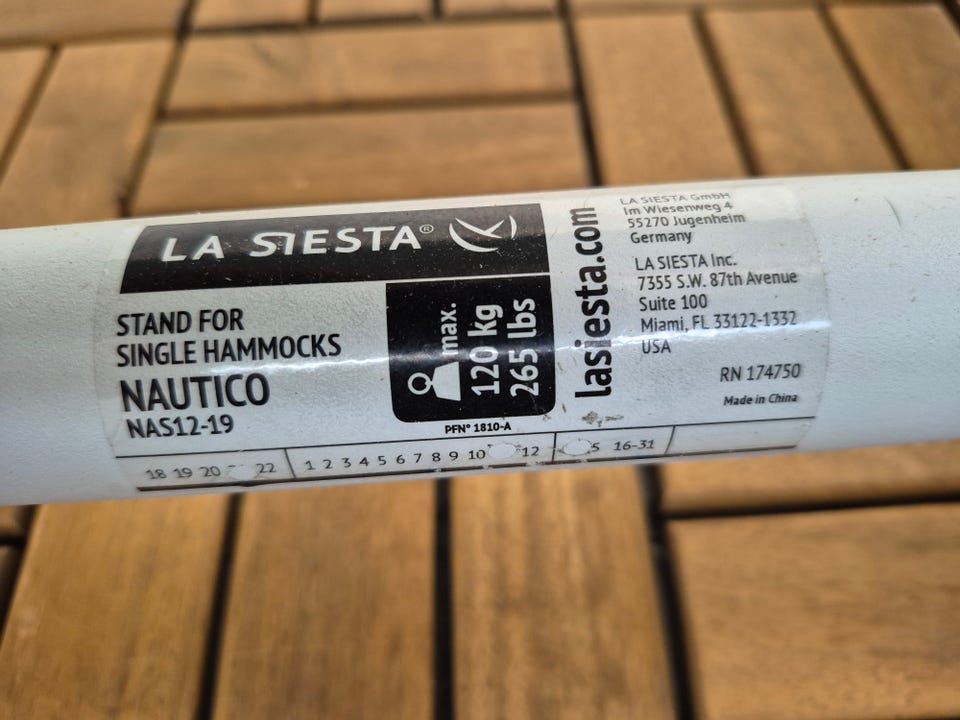 LA SIESTA®
STAND FOR
SINGLE HAMMOCKS
NAUTICO
NAS12-19
max.
120 kg
265 lbs
PFNº 1810-A
lasiesta.com
LA SIESTA GmbH
Im Wiesenweg 4
55270 Jugenheim
Germany
LA SIESTA Inc.
7355 S.W. 87th Avenue
Suite 100
Miami, FL 33122-1332
USA
RN 174750
Made in China
18 19 20 22 1 2 3 4 5 6 7 8 9 10 12 5 16-31